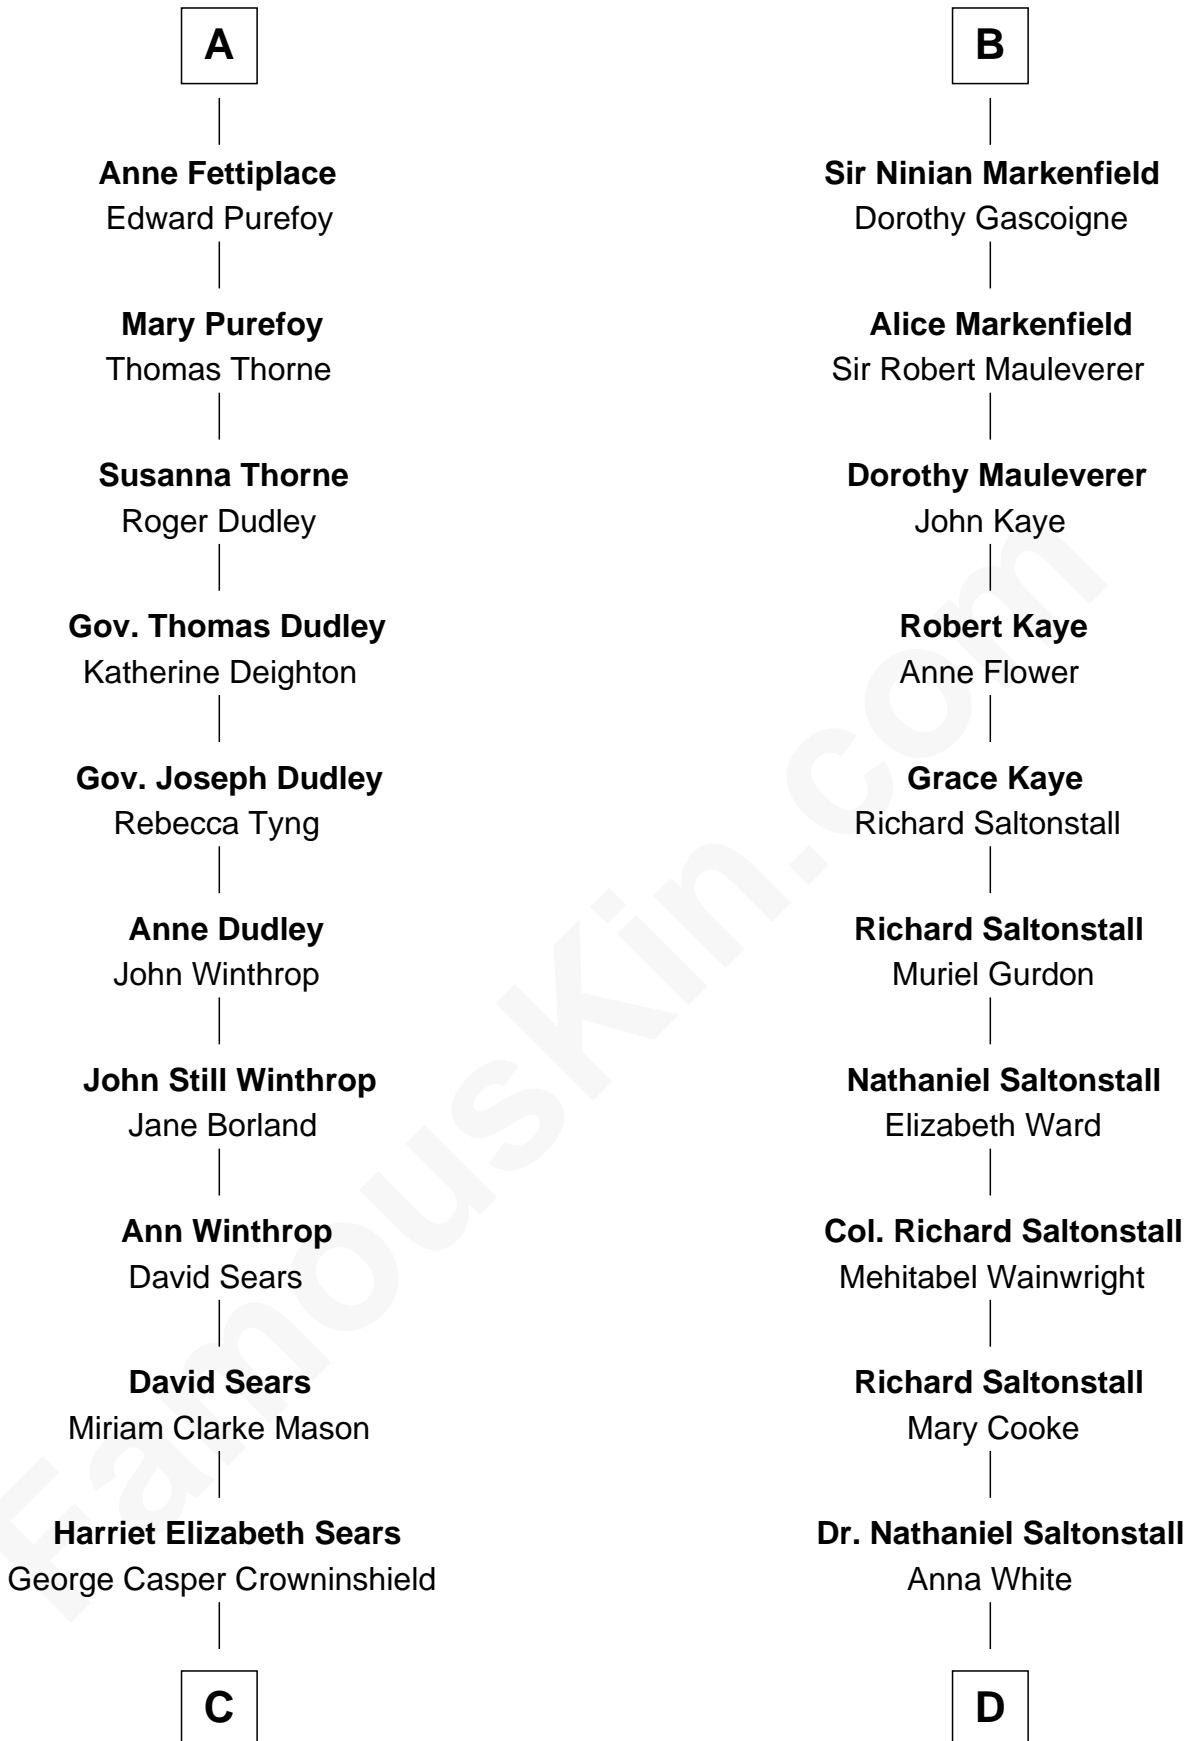 A
Anne Fettiplace
Edward Purefoy
Mary Purefoy
Thomas Thorne
Susanna Thorne
Roger Dudley
Gov. Thomas Dudley
Katherine Deighton
Gov. Joseph Dudley
Rebecca Tyng
Anne Dudley
John Winthrop
John Still Winthrop
Jane Borland
Ann Winthrop
David Sears
David Sears
Miriam Clarke Mason
Harriet Elizabeth Sears
George Casper Crowninshield
C
B
Sir Ninian Markenfield
Dorothy Gascoigne
Alice Markenfield
Sir Robert Mauleverer
Dorothy Mauleverer
John Kaye
Robert Kaye
Anne Flower
Grace Kaye
Richard Saltonstall
Richard Saltonstall
Muriel Gurdon
Nathaniel Saltonstall
Elizabeth Ward
Col. Richard Saltonstall
Mehitabel Wainwright
Richard Saltonstall
Mary Cooke
Dr. Nathaniel Saltonstall
Anna White
D
FamousKin.com